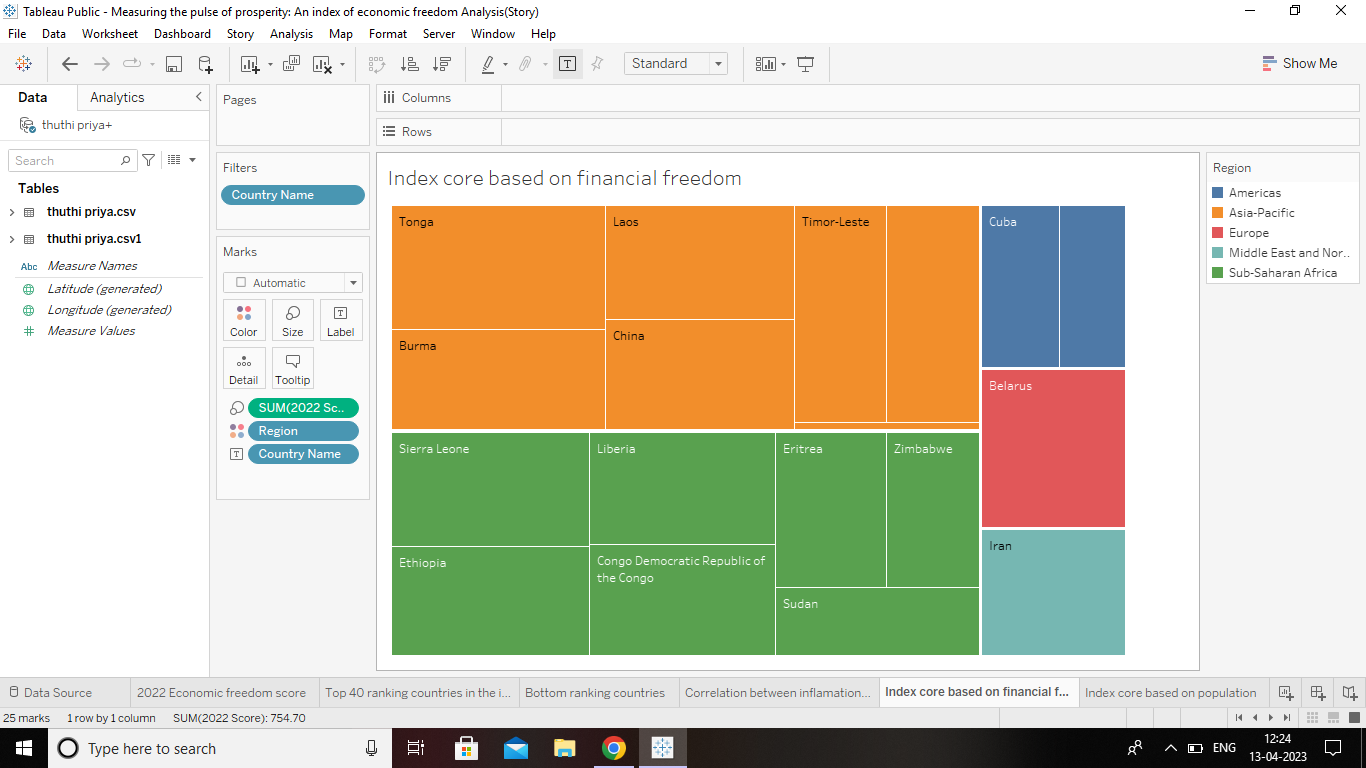 Tableau Public - Measuring the pulse of prosperity: An index of economic freedom Analysis(Story)
File Data Worksheet Dashboard Story Analysis Map Format Server Window Help
Standard
Show Me
Data Analytics
thuthi priya+
Search
Tables
thuthi priya.csv
thuthi priya.csv1
Abc Measure Names
Latitude (generated)
Longitude (generated)
Measure Values
Pages
Filters
Country Name
Marks
Automatic
Color Size Label
Detail Tooltip
SUM(2022 Sc..
Region
Country Name
Columns
Rows
Index core based on financial freedom
Tonga
Laos
Timor-Leste
Cuba
Burma
China
Belarus
Sierra Leone
Liberia
Eritrea
Zimbabwe
Ethiopia
Congo Democratic Republic of
the Congo
Sudan
Iran
Region
Americas
Asia-Pacific
Europe
Middle East and Nor..
Sub-Saharan Africa
Data Source 2022 Economic freedom score Top 40 ranking countries in the i... Bottom ranking countries Correlation between inflamation... Index core based on financial f... Index core based on population
25 marks 1 row by 1 column SUM(2022 Score): 754.70
Type here to search
ENG
12:24
13-04-2023